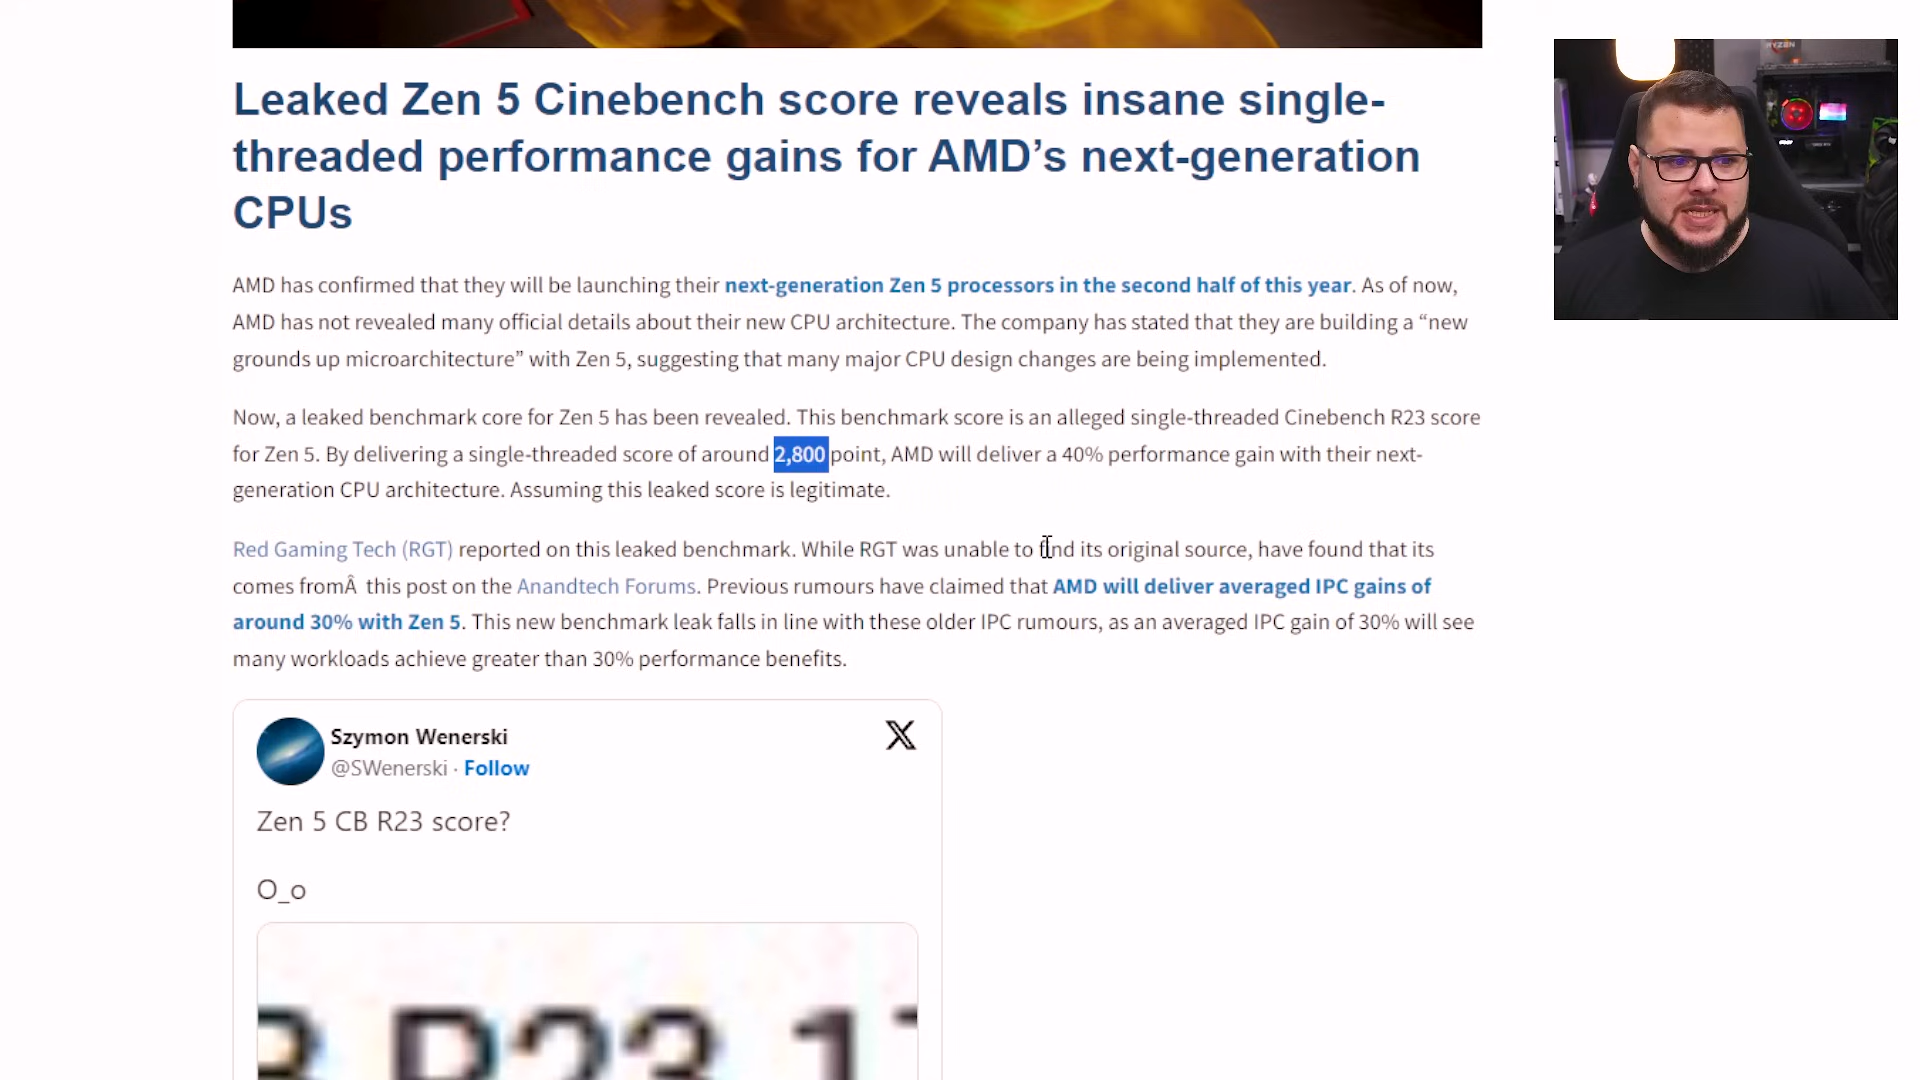 RYZEN
Leaked Zen 5 Cinebench score reveals insane single-
threaded performance gains for AMD’s next-generation
CPUs
AMD has confirmed that they will be launching their next-generation Zen 5 processors in the second half of this year. As of now,
AMD has not revealed many official details about their new CPU architecture. The company has stated that they are building a “new
grounds up microarchitecture” with Zen 5, suggesting that many major CPU design changes are being implemented.
Now, a leaked benchmark core for Zen 5 has been revealed. This benchmark score is an alleged single-threaded Cinebench R23 score
for Zen 5. By delivering a single-threaded score of around 2,800 point, AMD will deliver a 40% performance gain with their next-
generation CPU architecture. Assuming this leaked score is legitimate.
Red Gaming Tech (RGT) reported on this leaked benchmark. While RGT was unable to find its original source, have found that its
comes fromÂ this post on the Anandtech Forums. Previous rumours have claimed that AMD will deliver averaged IPC gains of
around 30% with Zen 5. This new benchmark leak falls in line with these older IPC rumours, as an averaged IPC gain of 30% will see
many workloads achieve greater than 30% performance benefits.
Szymon Wenerski
@SWenerski · Follow
Zen 5 CB R23 score?
O_o
R23 1